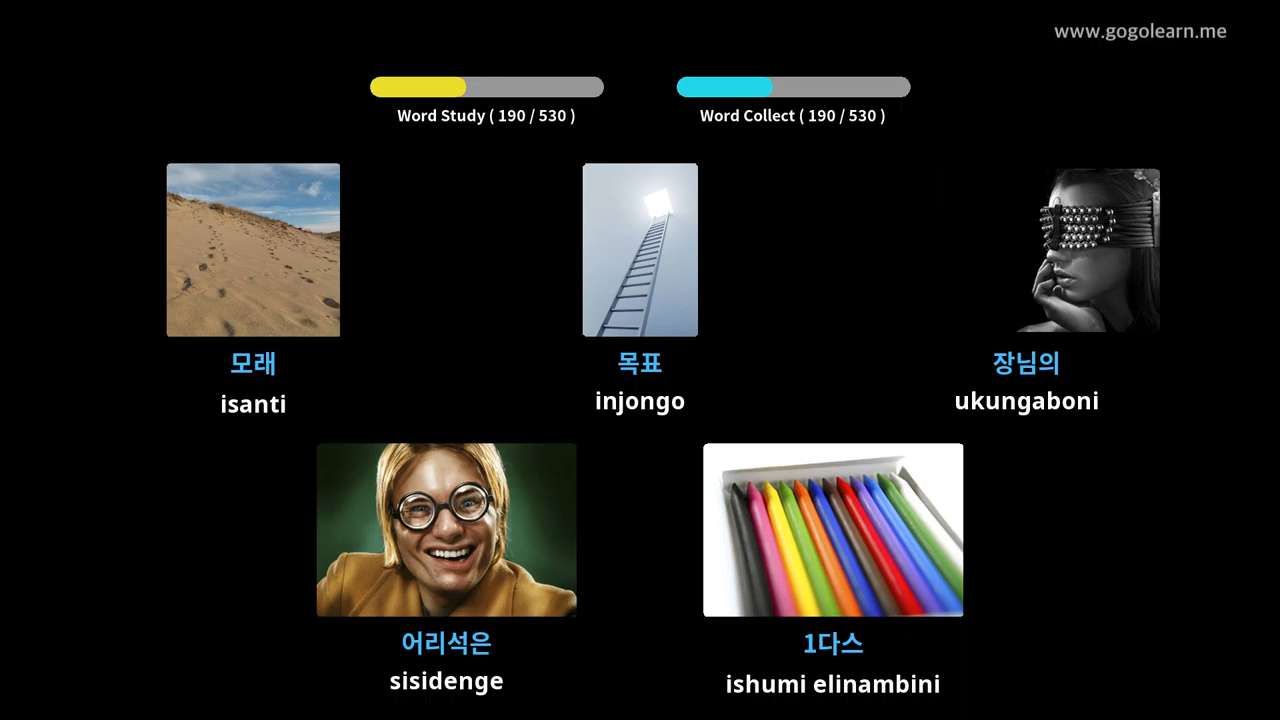 www.gogolearn.me
Word Study ( 190 / 530 )
Word Collect ( 190 / 530 )
모래
isanti
목표
injongo
장님의
ukungaboni
어리석은
sisidenge
1다스
ishumi elinambini